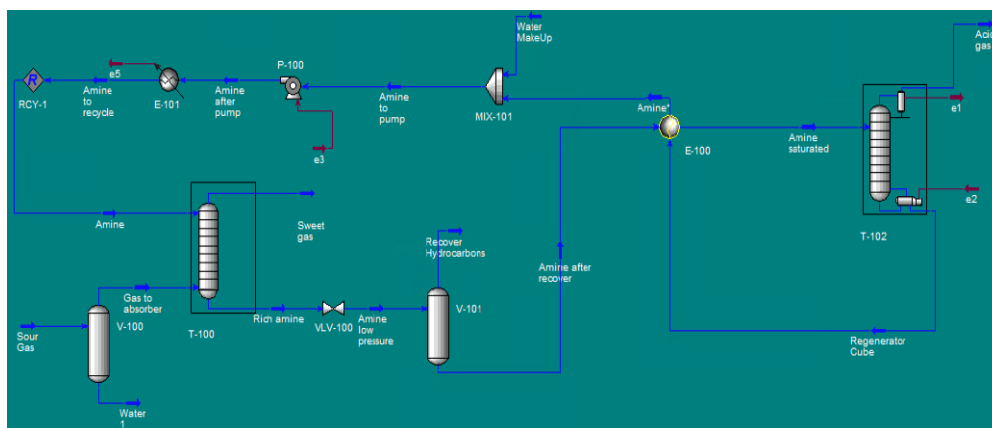 Water
MakeUp
Acid
gas
P-100
e5
R
RCY-1
Amine
to
recycle
E-101
Amine
after
pump
Amine
to
pump
MIX-101
Amine*
e1
e3
E-100
Amine
saturated
e2
T-102
Amine
Sweet
gas
Recover
Hydrocarbons
Amine after
recover
Gas to
absorber
V-100
T-100
Rich amine
VLV-100
Amine
low
pressure
V-101
Sour
Gas
Regenerator
Cube
Water
1